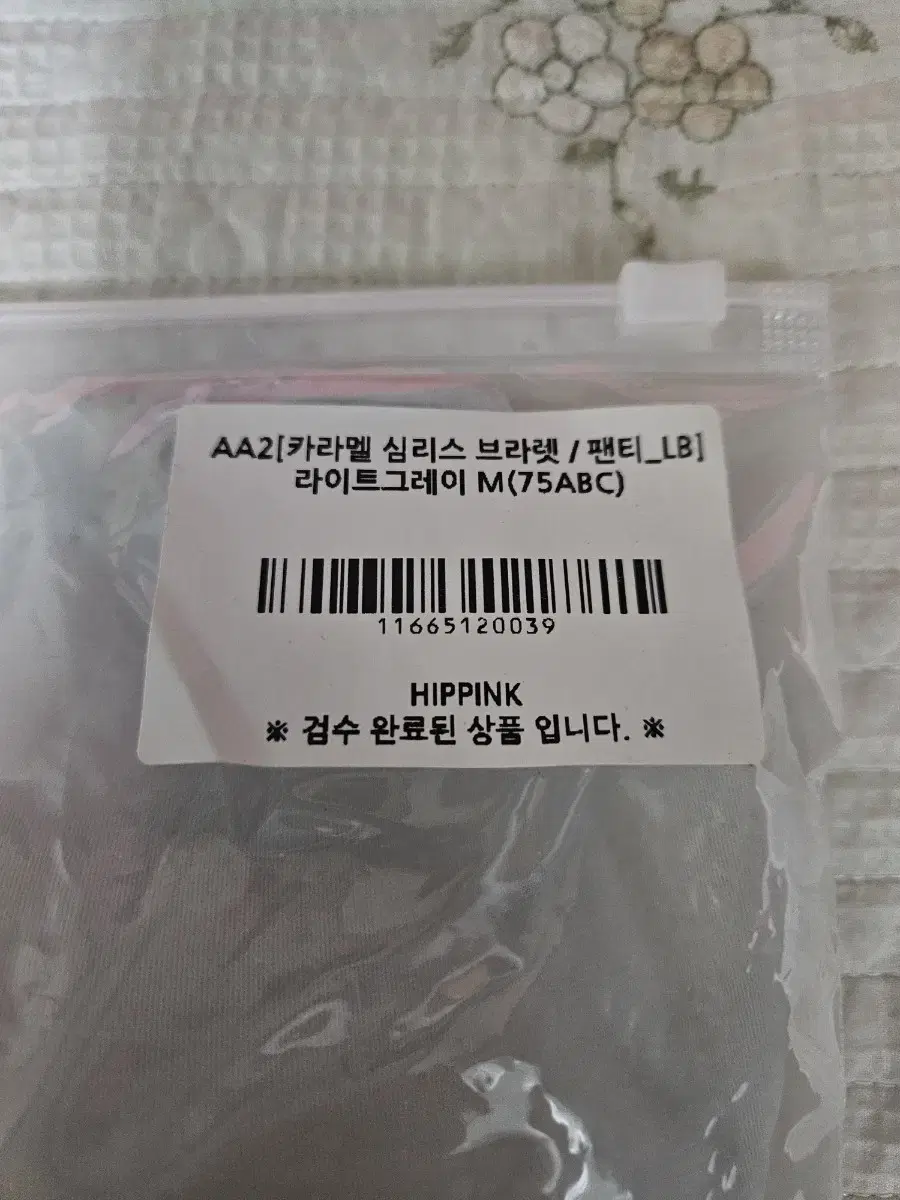 AA2[카라멜 심리스 브라렛 / 팬티_LB]
라이트그레이 M(75ABC)
11665120039
HIPPINK
※ 검수 완료된 상품 입니다. ※